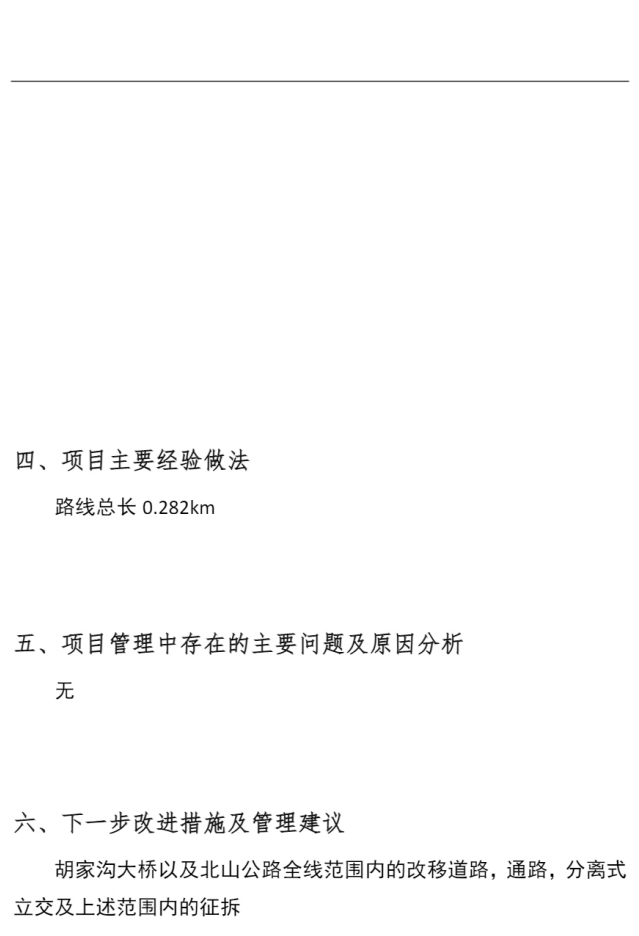 四、项目主要经验做法
路线总长 0.282km
五、项目管理中存在的主要问题及原因分析
无
六、下一步改进措施及管理建议
胡家沟大桥以及北山公路全线范围内的改移道路，通路，分离式
立交及上述范围内的征拆